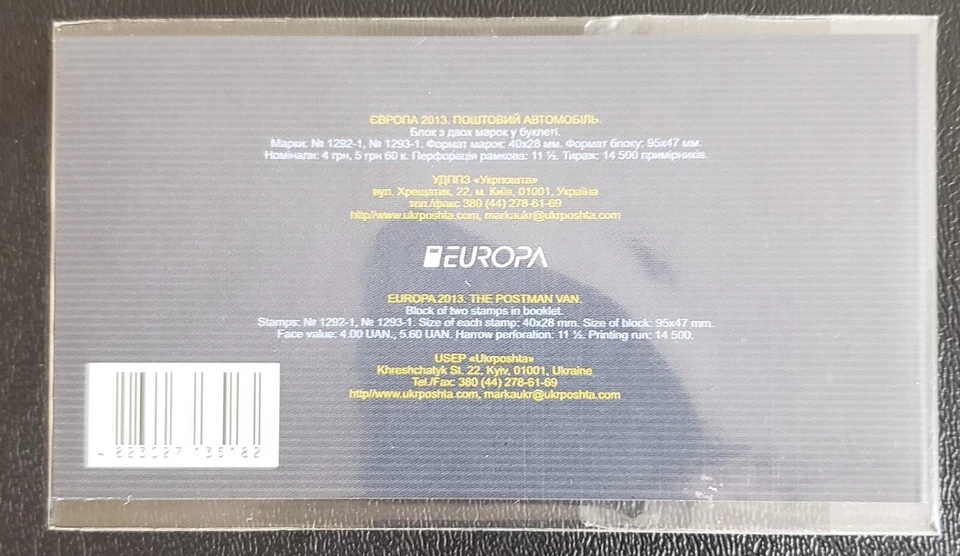 ЄВРОПА 2013. ПОШТОВИЙ АВТОМОБІЛЬ.
Блок з двох марок у буклеті.
Марки: № 1292-1, № 1293-1. Формат марок: 40х28 мм. Формат блоку: 95х47 мм.
Номінали: 4 грн, 5 грн 60 к. Перфорація рамкова: 11 ½. Тираж: 14 500 примірників.
УДППЗ «Укрпошта»
вул. Хрещатик, 22, м. Київ, 01001, Україна
тел./факс 380 (44) 278-61-69
http//www.ukrposhta.com, markaukr@ukrposhta.com
EUROPA
EUROPA 2013. THE POSTMAN VAN.
Block of two stamps in booklet.
Stamps: № 1292-1, № 1293-1. Size of each stamp: 40x28 mm. Size of block: 95x47 mm.
Face value: 4.00 UAN., 5.60 UAN. Harrow perforation: 11 ½. Printing run: 14 500.
USEP «Ukrposhta»
Khreshchatyk St. 22, Kyiv, 01001, Ukraine
Tel./Fax: 380 (44) 278-61-69
http//www.ukrposhta.com, markaukr@ukrposhta.com
4 823027 135182